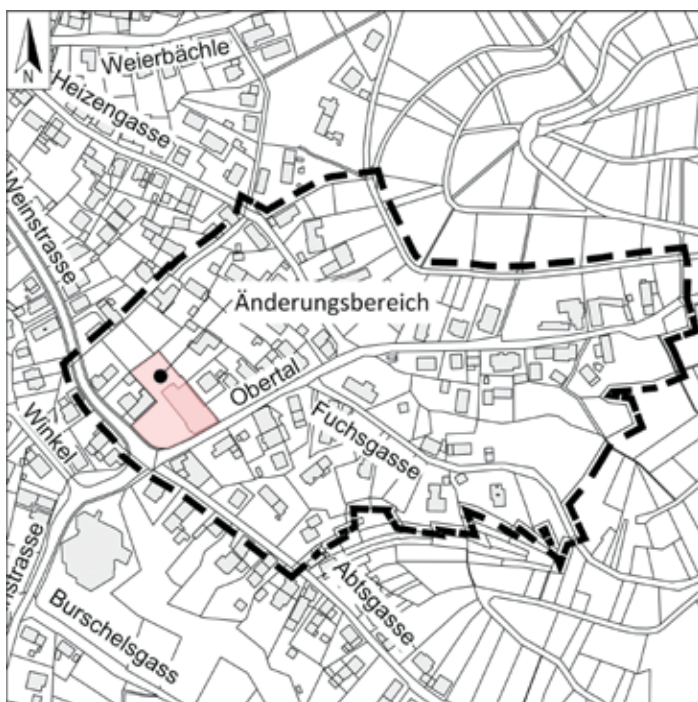 N
Weierbächle
Heizengasse
Weinstrasse
Änderungsbereich
Obertal
Winkel
Fuchsgasse
nstrasse
Abtsgasse
Burschelsgass